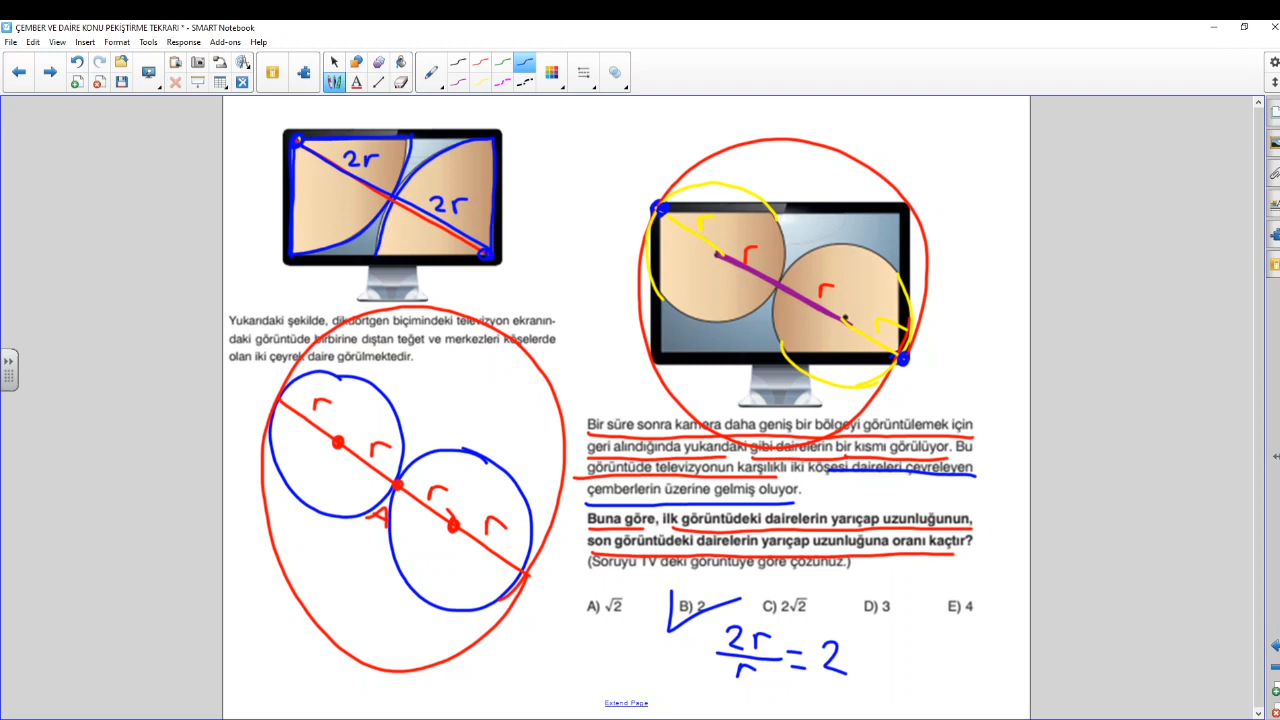 ÇEMBER VE DAİRE KONU PEKİŞTİRME TEKRARI * - SMART Notebook
File Edit View Insert Format Tools Response Add-ons Help
2r
2r
r
r
r
r
Yukarıdaki şekilde, dikdörtgen biçimindeki televizyon ekranın-
daki görüntüde birbirine dıştan teğet ve merkezleri köşelerde
olan iki çeyrek daire görülmektedir.
r
r
r
r
A
Bir süre sonra kamera daha geniş bir bölgeyi görüntülemek için
geri alındığında yukarıdaki gibi dairelerin bir kısmı görülüyor. Bu
görüntüde televizyonun karşılıklı iki köşesi daireleri çevreleyen
çemberlerin üzerine gelmiş oluyor.
Buna göre, ilk görüntüdeki dairelerin yarıçap uzunluğunun,
son görüntüdeki dairelerin yarıçap uzunluğuna oranı kaçtır?
(Soruyu TV'deki görüntüye göre çözünüz.)
A) √2 B) 2 C) 2√2 D) 3 E) 4
2r/r = 2
Extend Page